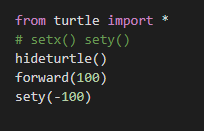 from turtle import *
# setx() sety()
hideturtle()
forward(100)
sety(-100)